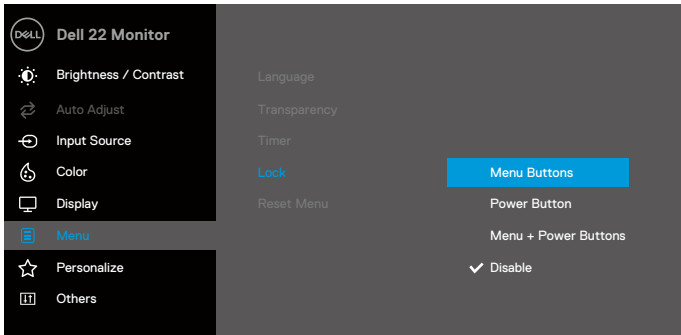 DELL
Dell 22 Monitor
Brightness / Contrast
Auto Adjust
Input Source
Color
Display
Menu
Personalize
Others
Language
Transparency
Timer
Lock
Reset Menu
Menu Buttons
Power Button
Menu + Power Buttons
Disable